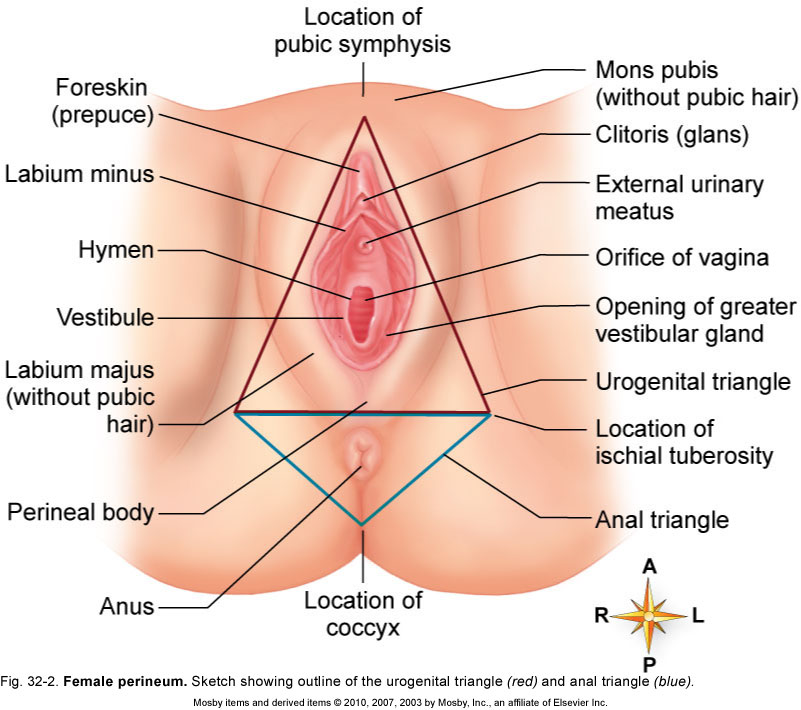 Location of
pubic symphysis
Foreskin
(prepuce)
Labium minus
Hymen
Vestibule
Labium majus
(without pubic
hair)
Perineal body
Anus
Mons pubis
(without pubic hair)
Clitoris (glans)
External urinary
meatus
Orifice of vagina
Opening of greater
vestibular gland
Urogenital triangle
Location of
ischial tuberosity
Anal triangle
Location of
coccyx
A
R
L
P
Fig. 32-2. Female perineum. Sketch showing outline of the urogenital triangle (red) and anal triangle (blue).
Mosby items and derived items © 2010, 2007, 2003 by Mosby, Inc., an affiliate of Elsevier Inc.